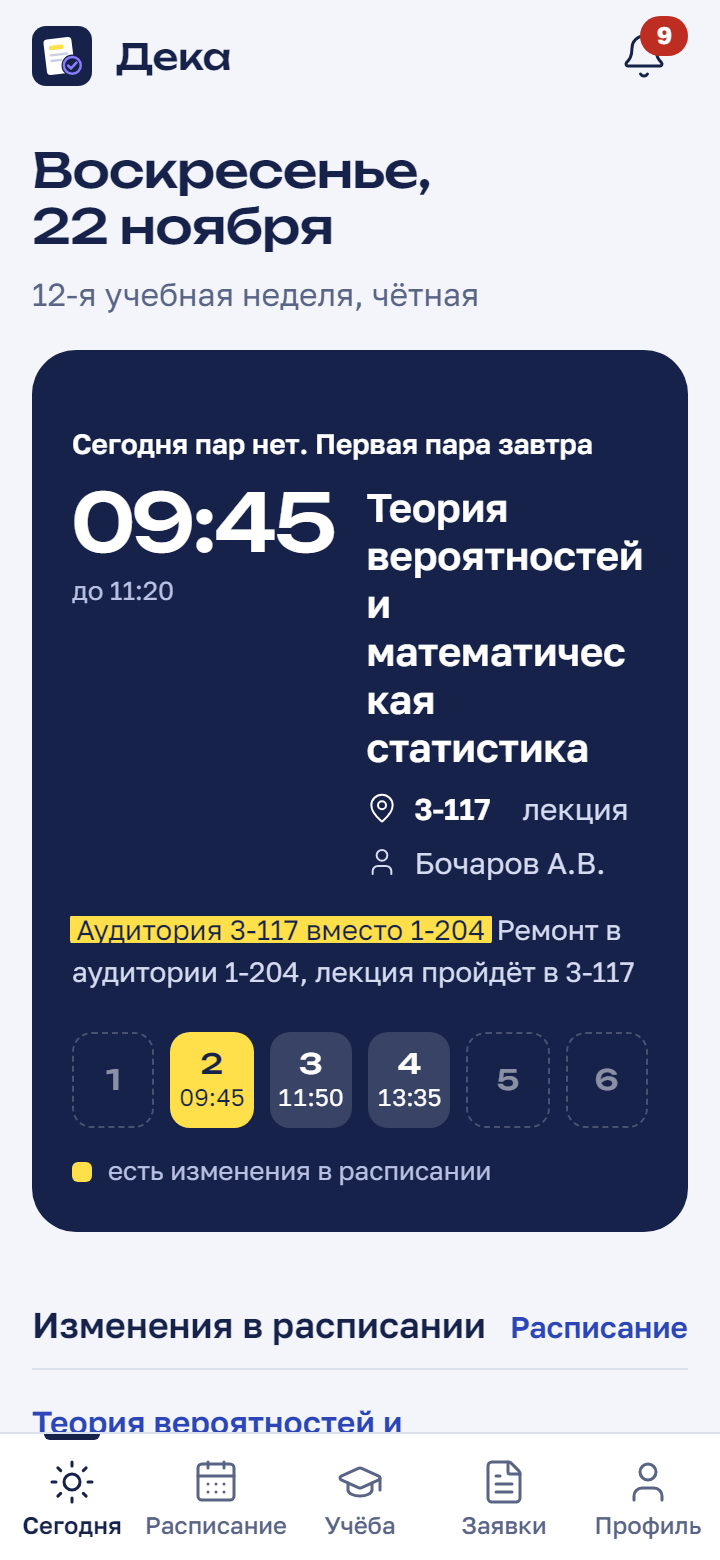 Дека
9
Воскресенье,
22 ноября
12-я учебная неделя, чётная
Сегодня пар нет. Первая пара завтра
09:45
до 11:20
Теория
вероятностей
и
математичес
кая
статистика
3-117 лекция
Бочаров А.В.
Аудитория 3-117 вместо 1-204 Ремонт в
аудитории 1-204, лекция пройдёт в 3-117
1 2 3 4 5 6
09:45 11:50 13:35
есть изменения в расписании
Изменения в расписании Расписание
Теория вероятностей и
Сегодня Расписание Учёба Заявки Профиль